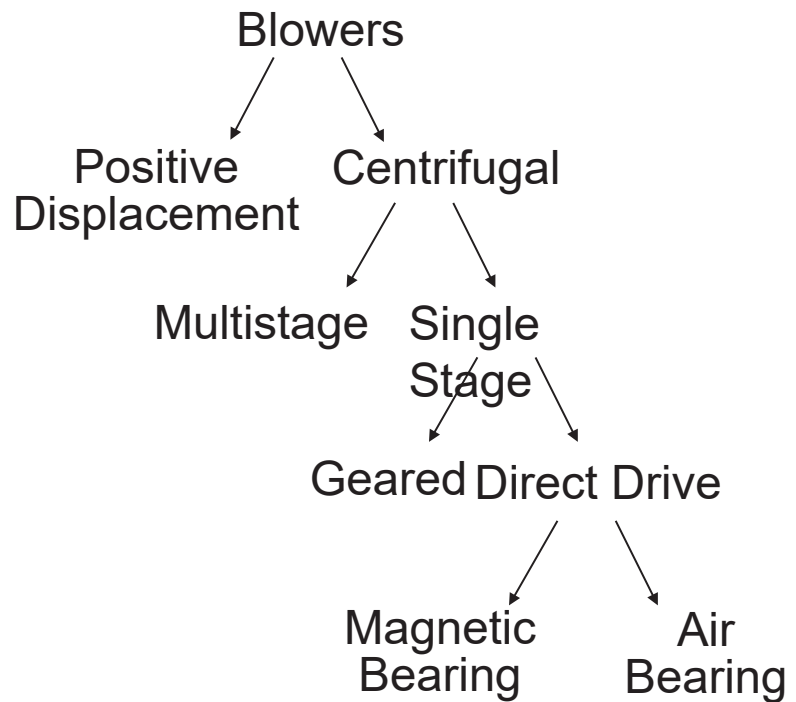 Blowers
Positive
Displacement
Centrifugal
Multistage
Single
Stage
Geared
Direct Drive
Magnetic
Bearing
Air
Bearing